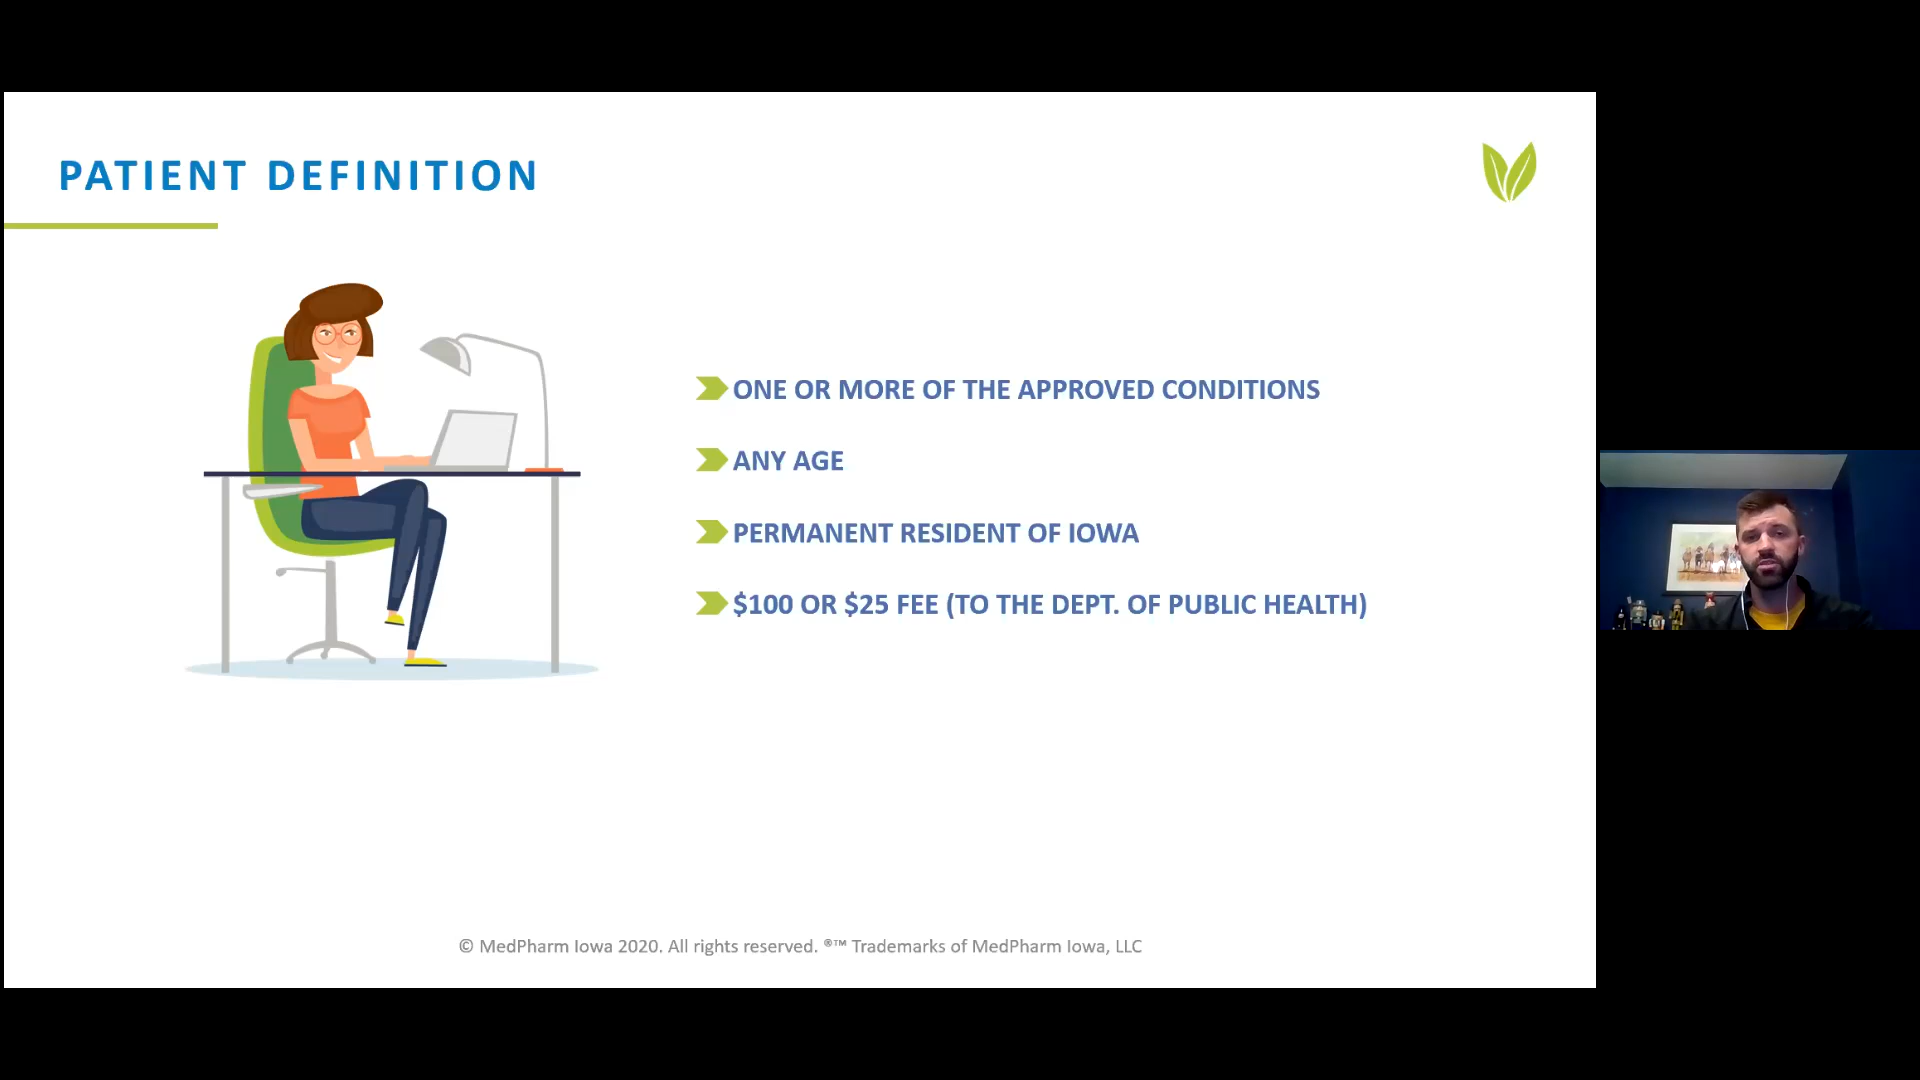 PATIENT DEFINITION
ONE OR MORE OF THE APPROVED CONDITIONS
ANY AGE
PERMANENT RESIDENT OF IOWA
$100 OR $25 FEE (TO THE DEPT. OF PUBLIC HEALTH)
© MedPharm Iowa 2020. All rights reserved. ®™ Trademarks of MedPharm Iowa, LLC